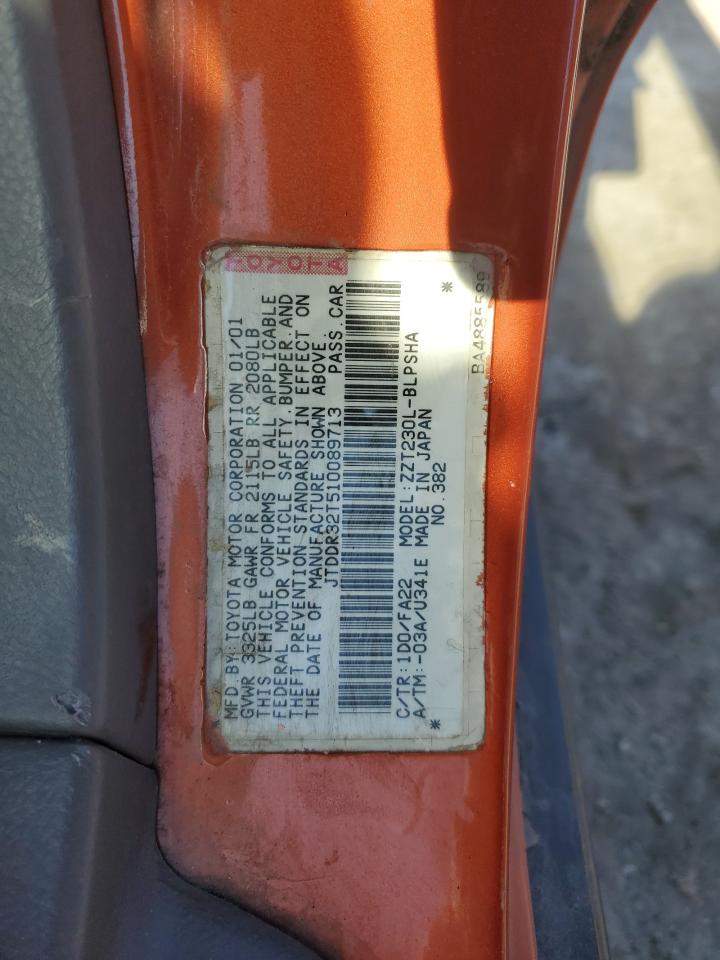 TOYOTA
MFD. BY: TOYOTA MOTOR CORPORATION 01/01
GVWR 3325LB GAWR FR 2115LB RR 2080LB
THIS VEHICLE CONFORMS TO ALL APPLICABLE
FEDERAL MOTOR VEHICLE SAFETY, BUMPER, AND
THEFT PREVENTION STANDARDS IN EFFECT ON
THE DATE OF MANUFACTURE SHOWN ABOVE.
JTDDR32T510089713 PASS. CAR
C/TR: 1D0/FA22 MODEL: ZZT230L-BLPSHA
A/TM: -03A/U341E MADE IN JAPAN
* NO. 382 *
BA4885589